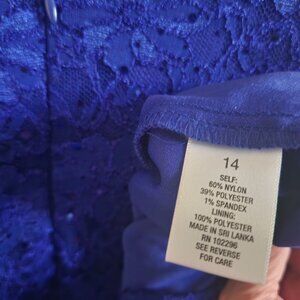 14
SELF:
60% NYLON
39% POLYESTER
1% SPANDEX
LINING:
100% POLYESTER
MADE IN SRI LANKA
RN 102296
SEE REVERSE
FOR CARE